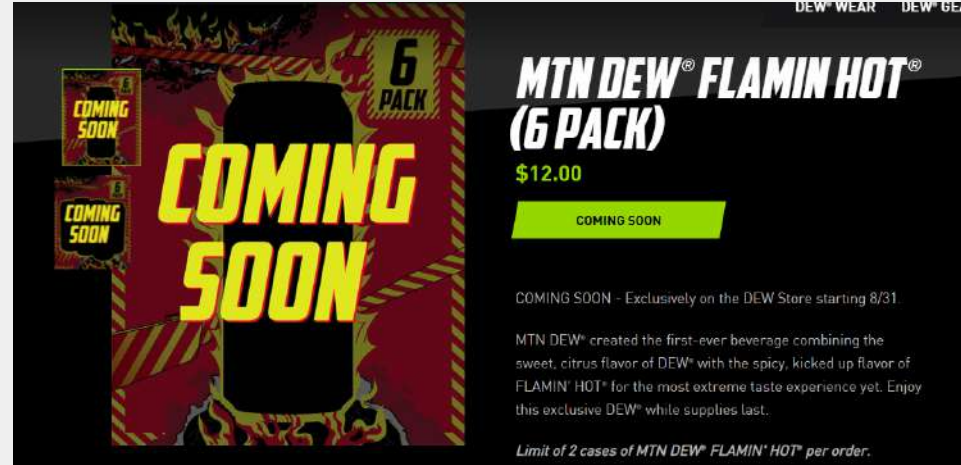 DEW® WEAR DEW® GEA
6
PACK
COMING
SOON
COMING
SOON
COMING
SOON
MTN DEW® FLAMIN HOT®
(6 PACK)
$12.00
COMING SOON
COMING SOON - Exclusively on the DEW Store starting 8/31.
MTN DEW® created the first-ever beverage combining the
sweet, citrus flavor of DEW® with the spicy, kicked up flavor of
FLAMIN' HOT® for the most extreme taste experience yet. Enjoy
this exclusive DEW® while supplies last.
Limit of 2 cases of MTN DEW® FLAMIN' HOT® per order.